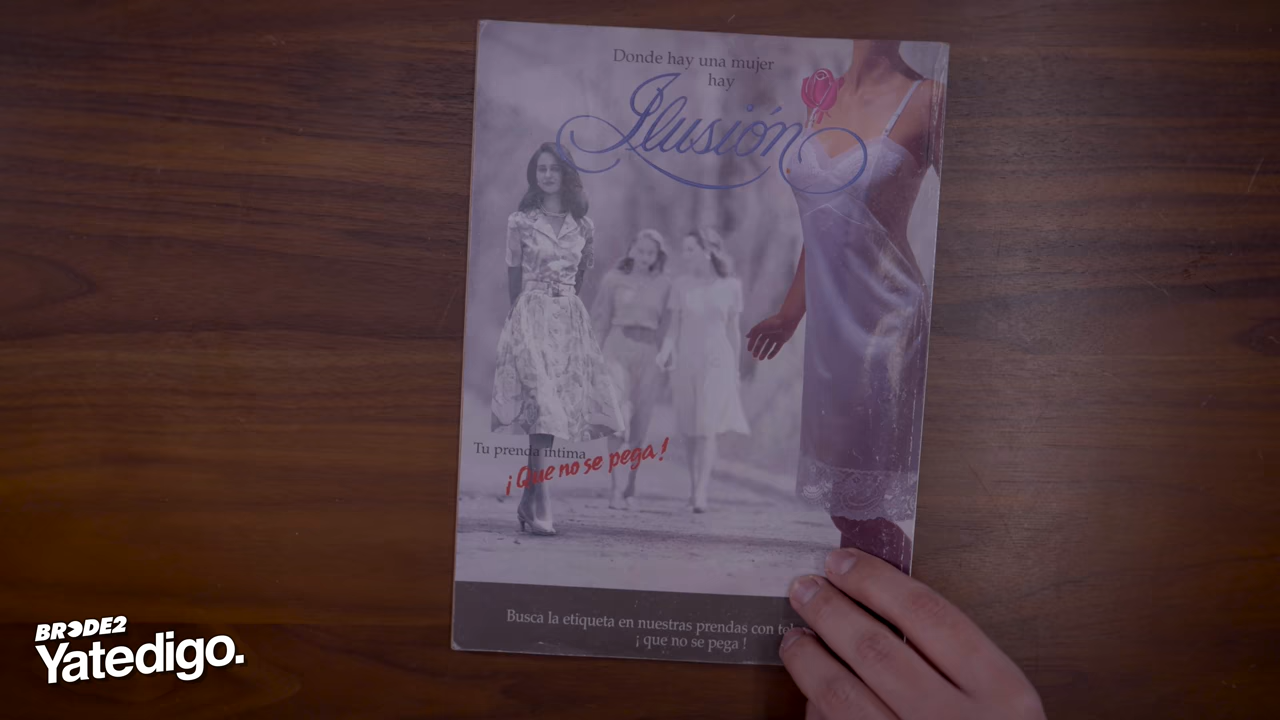 Donde hay una mujer
hay
Ilusión
Tu prenda íntima
¡Que no se pega!
Busca la etiqueta en nuestras prendas con
¡ que no se pega !
BRODE2
Yatedigo.